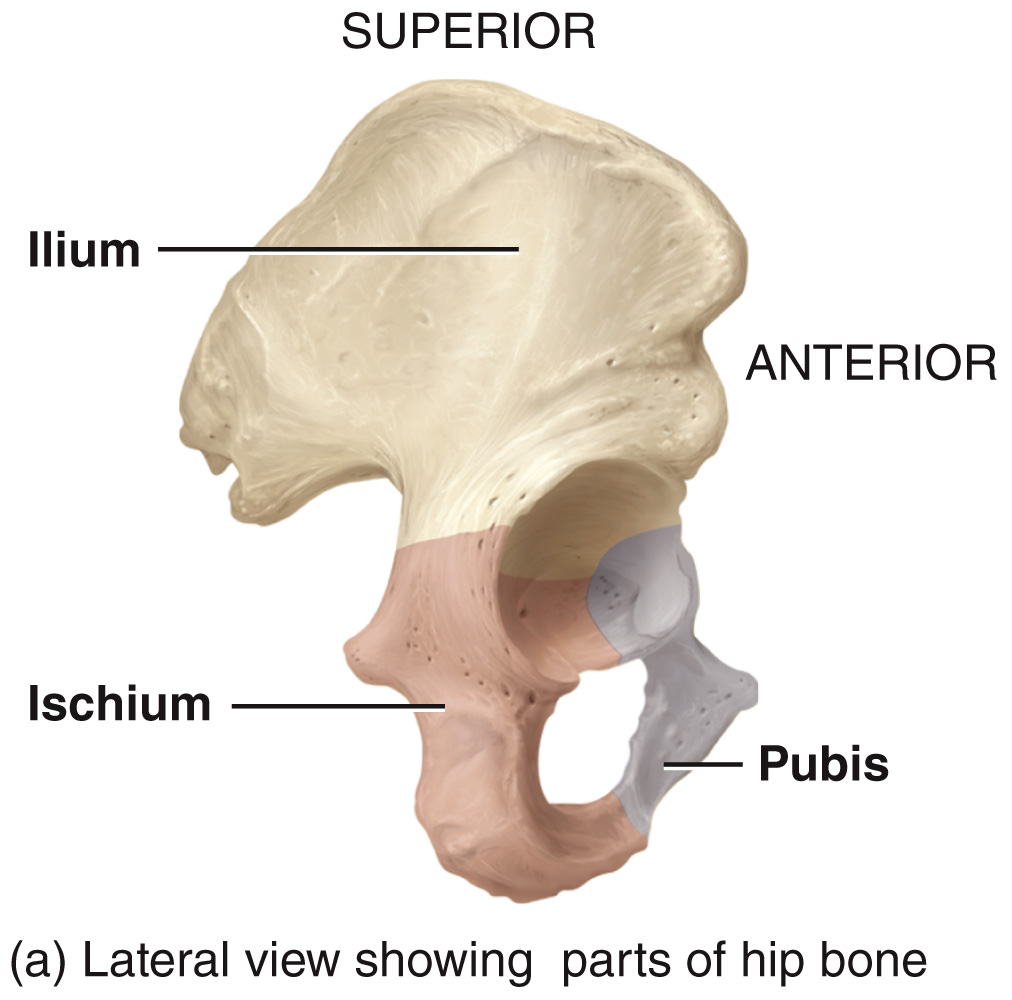 SUPERIOR
Ilium
ANTERIOR
Ischium
Pubis
(a) Lateral view showing  parts of hip bone